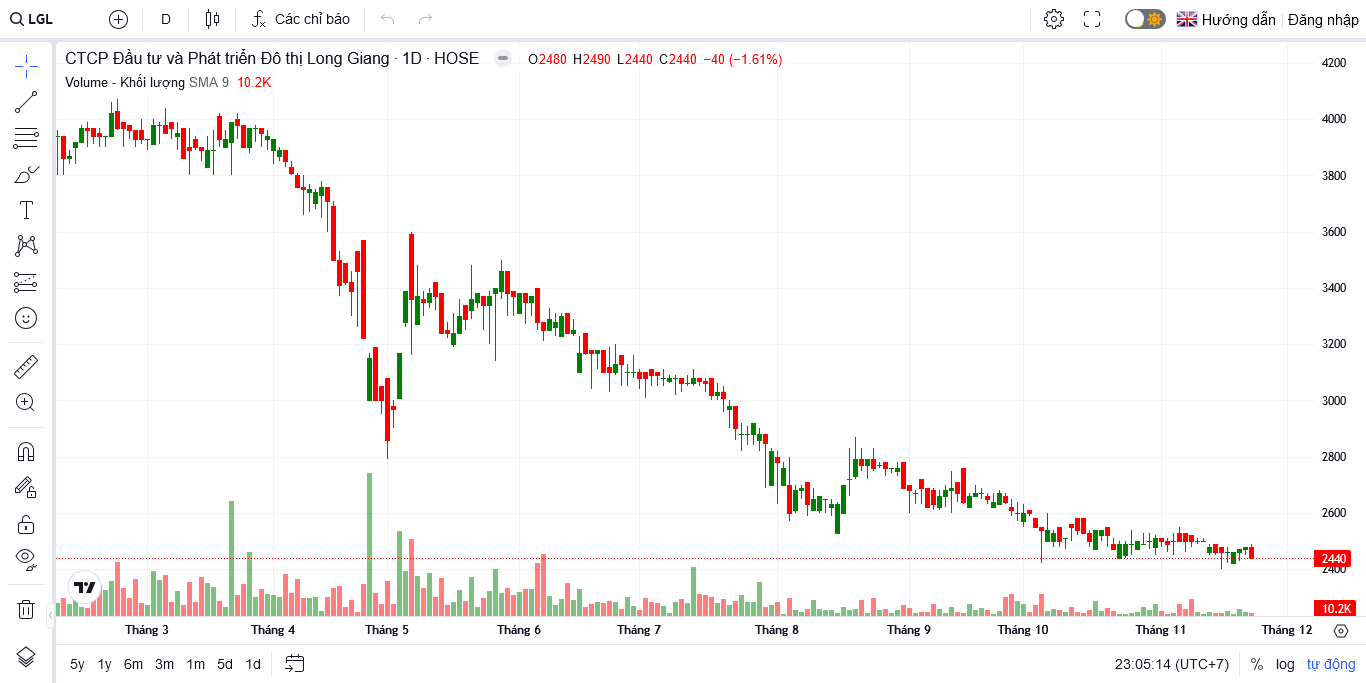 LGL D Các chỉ báo Hướng dẫn Đăng nhập
CTCP Đầu tư và Phát triển Đô thị Long Giang · 1D · HOSE O2480 H2490 L2440 C2440 −40 (−1.61%)
Volume - Khối lượng SMA 9 10.2K
4200
4000
3800
3600
3400
3200
3000
2800
2600
2440
2400
10.2K
Tháng 3 Tháng 4 Tháng 5 Tháng 6 Tháng 7 Tháng 8 Tháng 9 Tháng 10 Tháng 11 Tháng 12
5y 1y 6m 3m 1m 5d 1d 23:05:14 (UTC+7) % log tự động